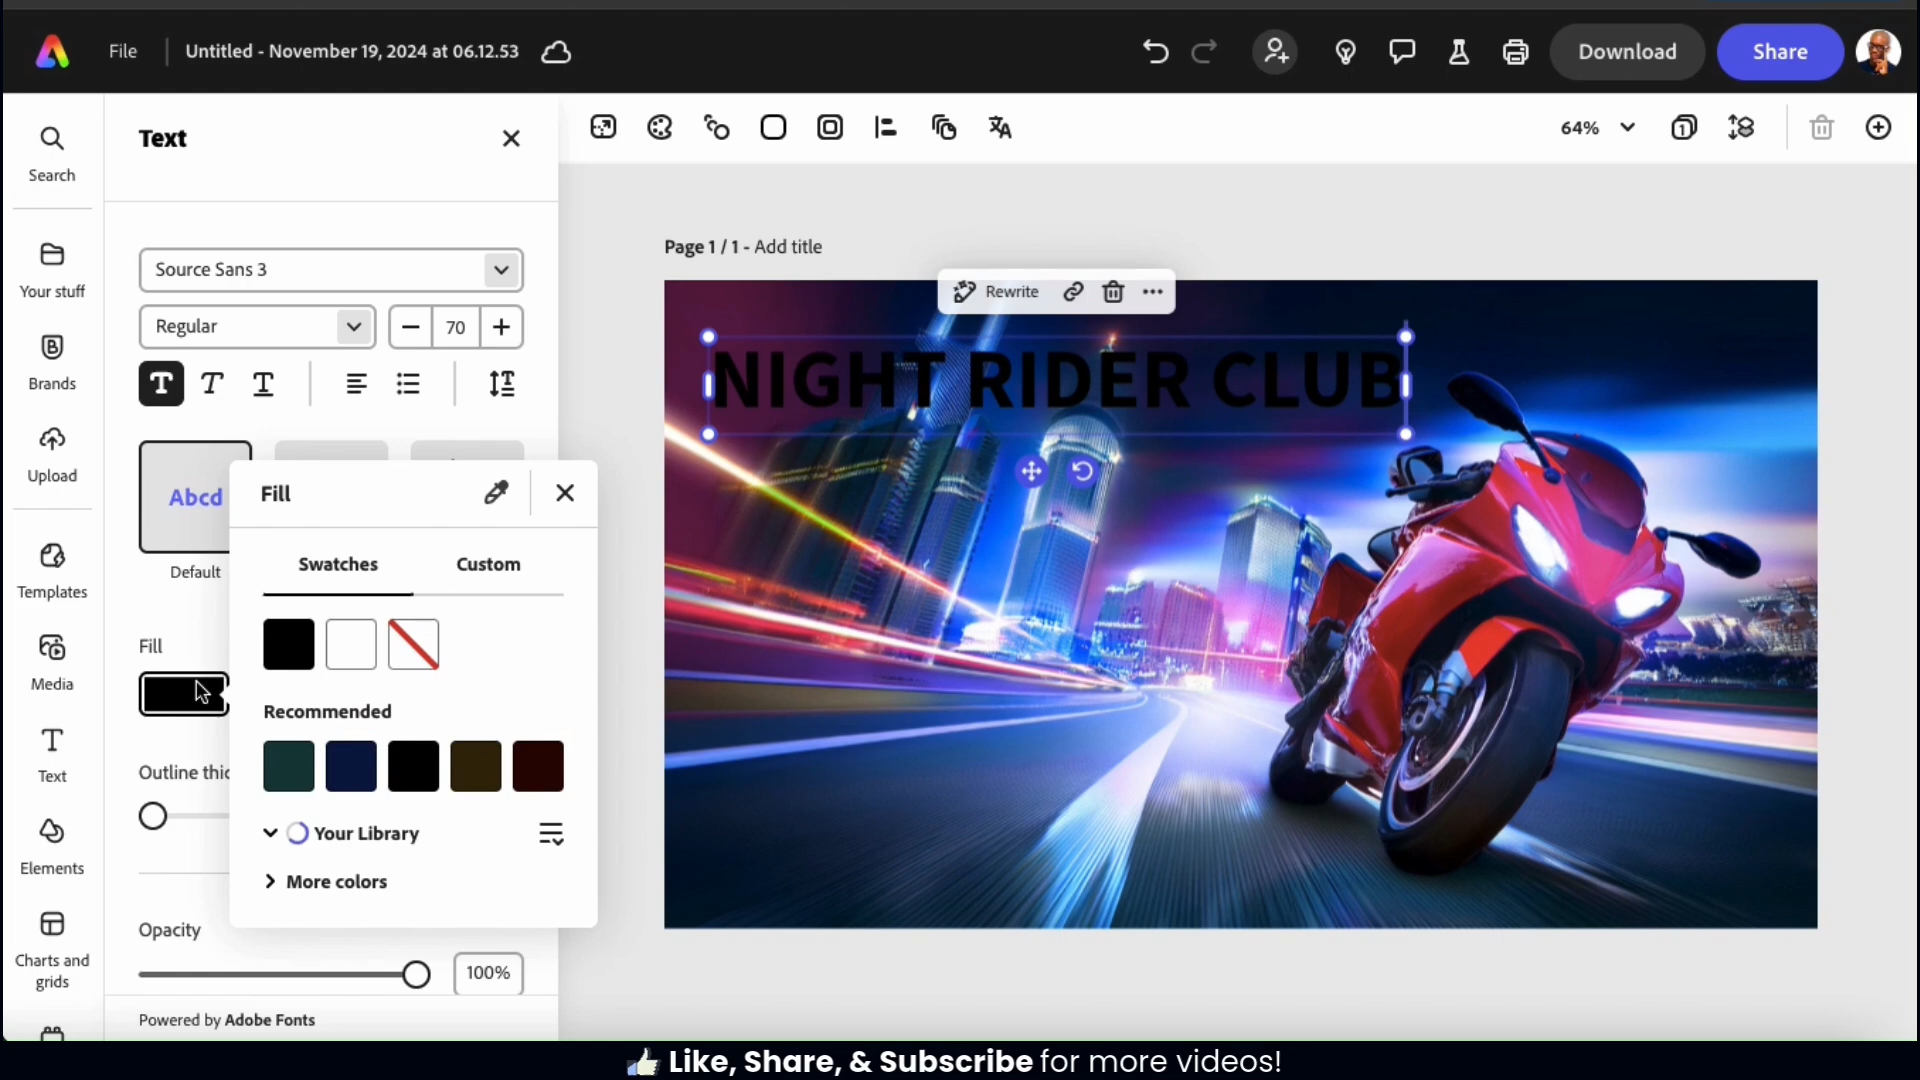 File
Untitled - November 19, 2024 at 06.12.53
Download
Share
Search
Your stuff
Brands
Upload
Templates
Media
Text
Elements
Charts and
grids
Text
Source Sans 3
Regular
70
Abcd
Default
Fill
Outline thic
Opacity
100%
Powered by Adobe Fonts
Fill
Swatches
Custom
Recommended
Your Library
More colors
64%
1
Page 1 / 1 - Add title
Rewrite
NIGHT RIDER CLUB
Like, Share, & Subscribe for more videos!